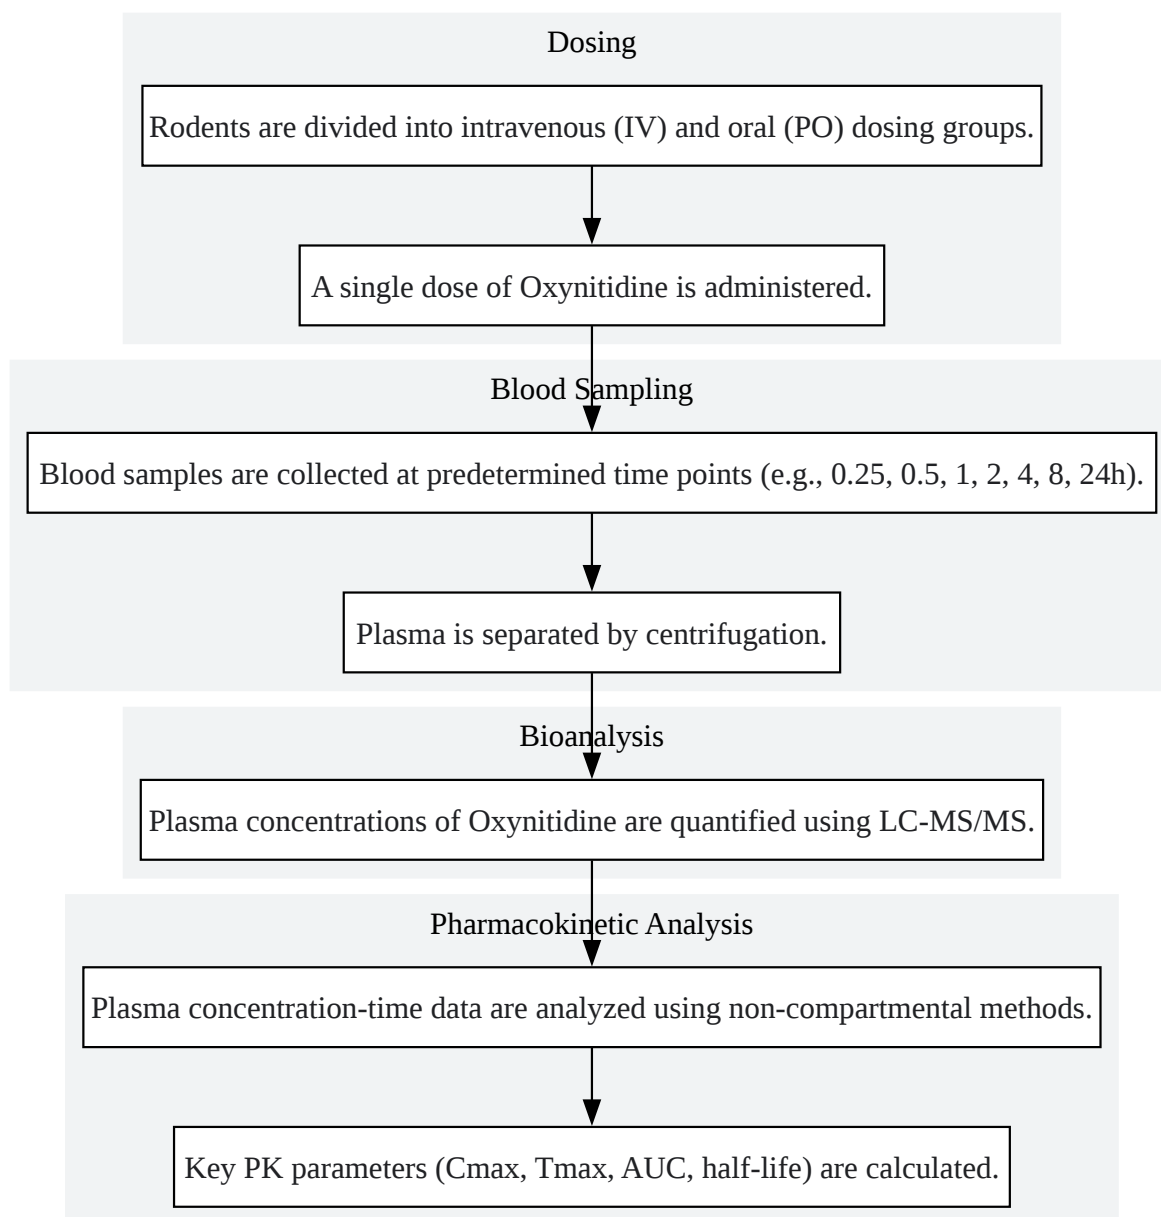 Dosing
Rodents are divided into intravenous (IV) and oral (PO) dosing groups.
A single dose of Oxynitidine is administered.
Blood Sampling
Blood samples are collected at predetermined time points (e.g., 0.25, 0.5, 1, 2, 4, 8, 24h).
Plasma is separated by centrifugation.
Bioanalysis
Plasma concentrations of Oxynitidine are quantified using LC-MS/MS.
Pharmacokinetic Analysis
Plasma concentration-time data are analyzed using non-compartmental methods.
Key PK parameters (Cmax, Tmax, AUC, half-life) are calculated.